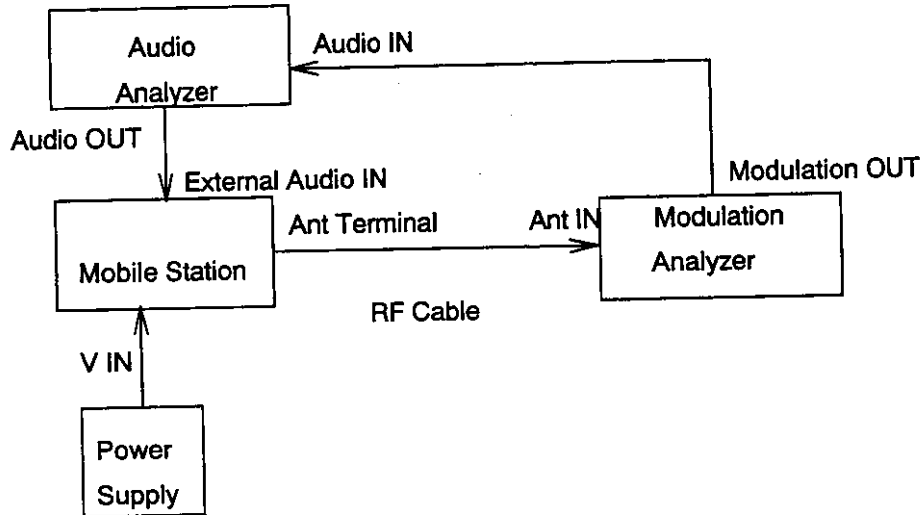 Audio
Analyzer
Audio IN
Audio OUT
External Audio IN
Modulation OUT
Mobile Station
Ant Terminal
Ant IN
Modulation
Analyzer
RF Cable
V IN
Power
Supply